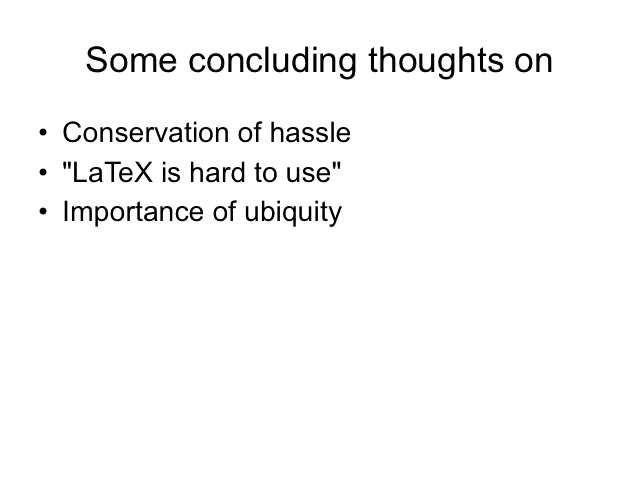 Some concluding thoughts on
• Conservation of hassle
• "LaTeX is hard to use"
• Importance of ubiquity